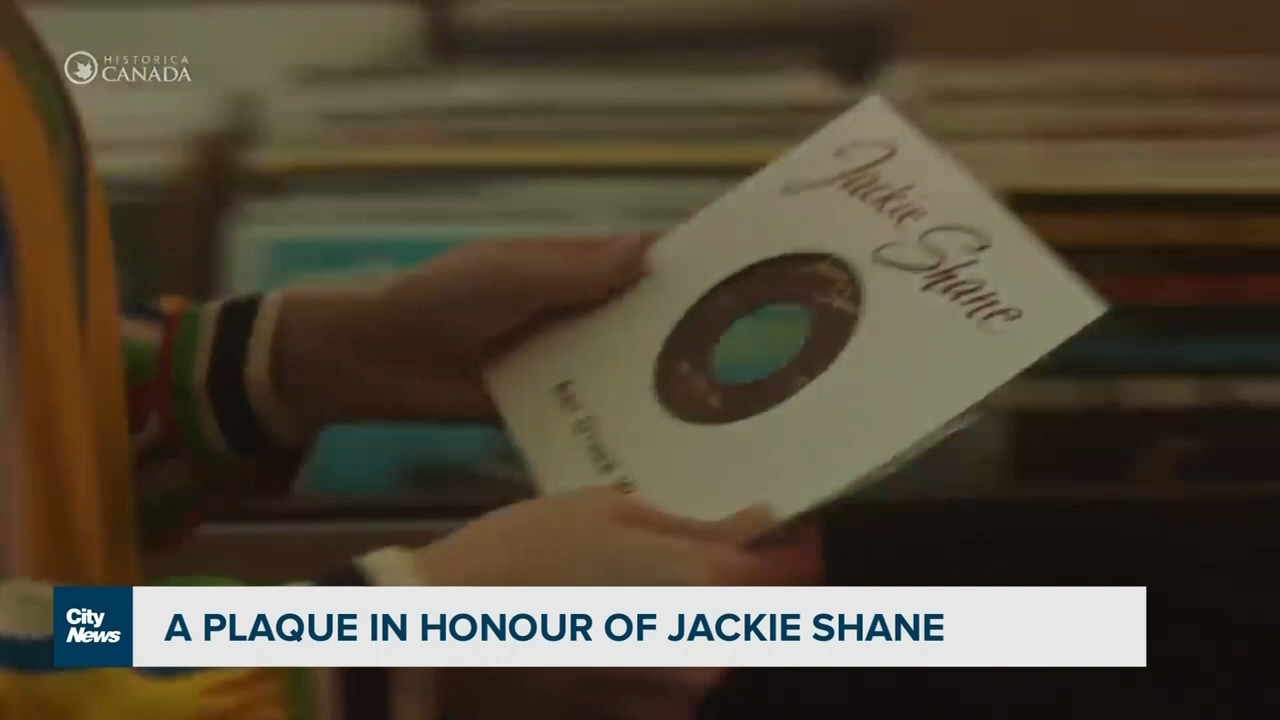 HISTORICA
CANADA
Jackie Shane
City
News
A PLAQUE IN HONOUR OF JACKIE SHANE